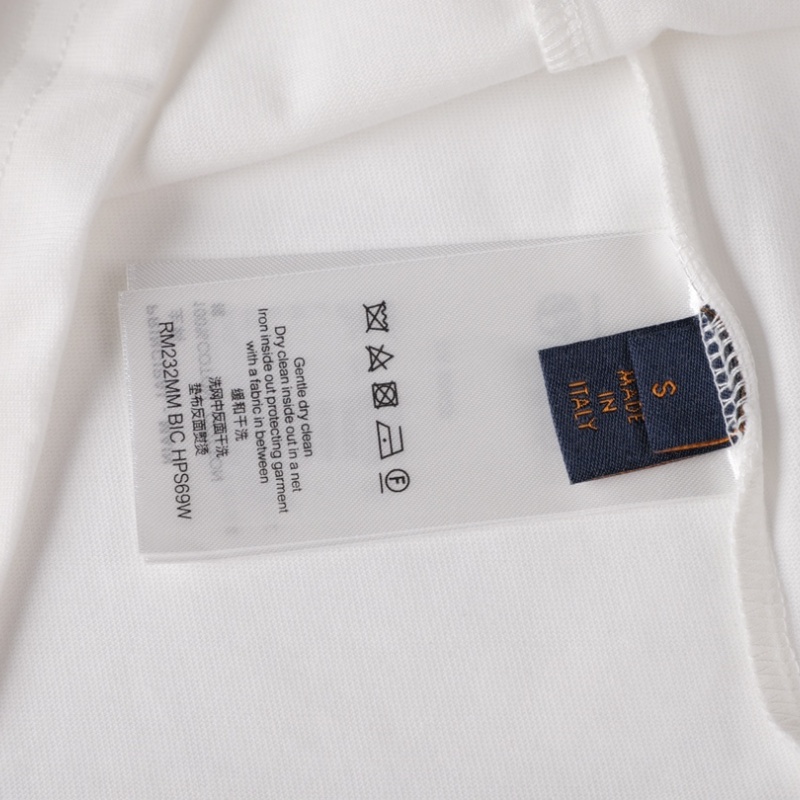 S
MADE
IN
ITALY
F
Gentle dry clean
Dry clean inside out in a net
Iron inside out protecting garment
with a fabric in between
缓和干洗
洗网中反面干洗
垫布反面熨烫
RM232MM BIC HPS69W